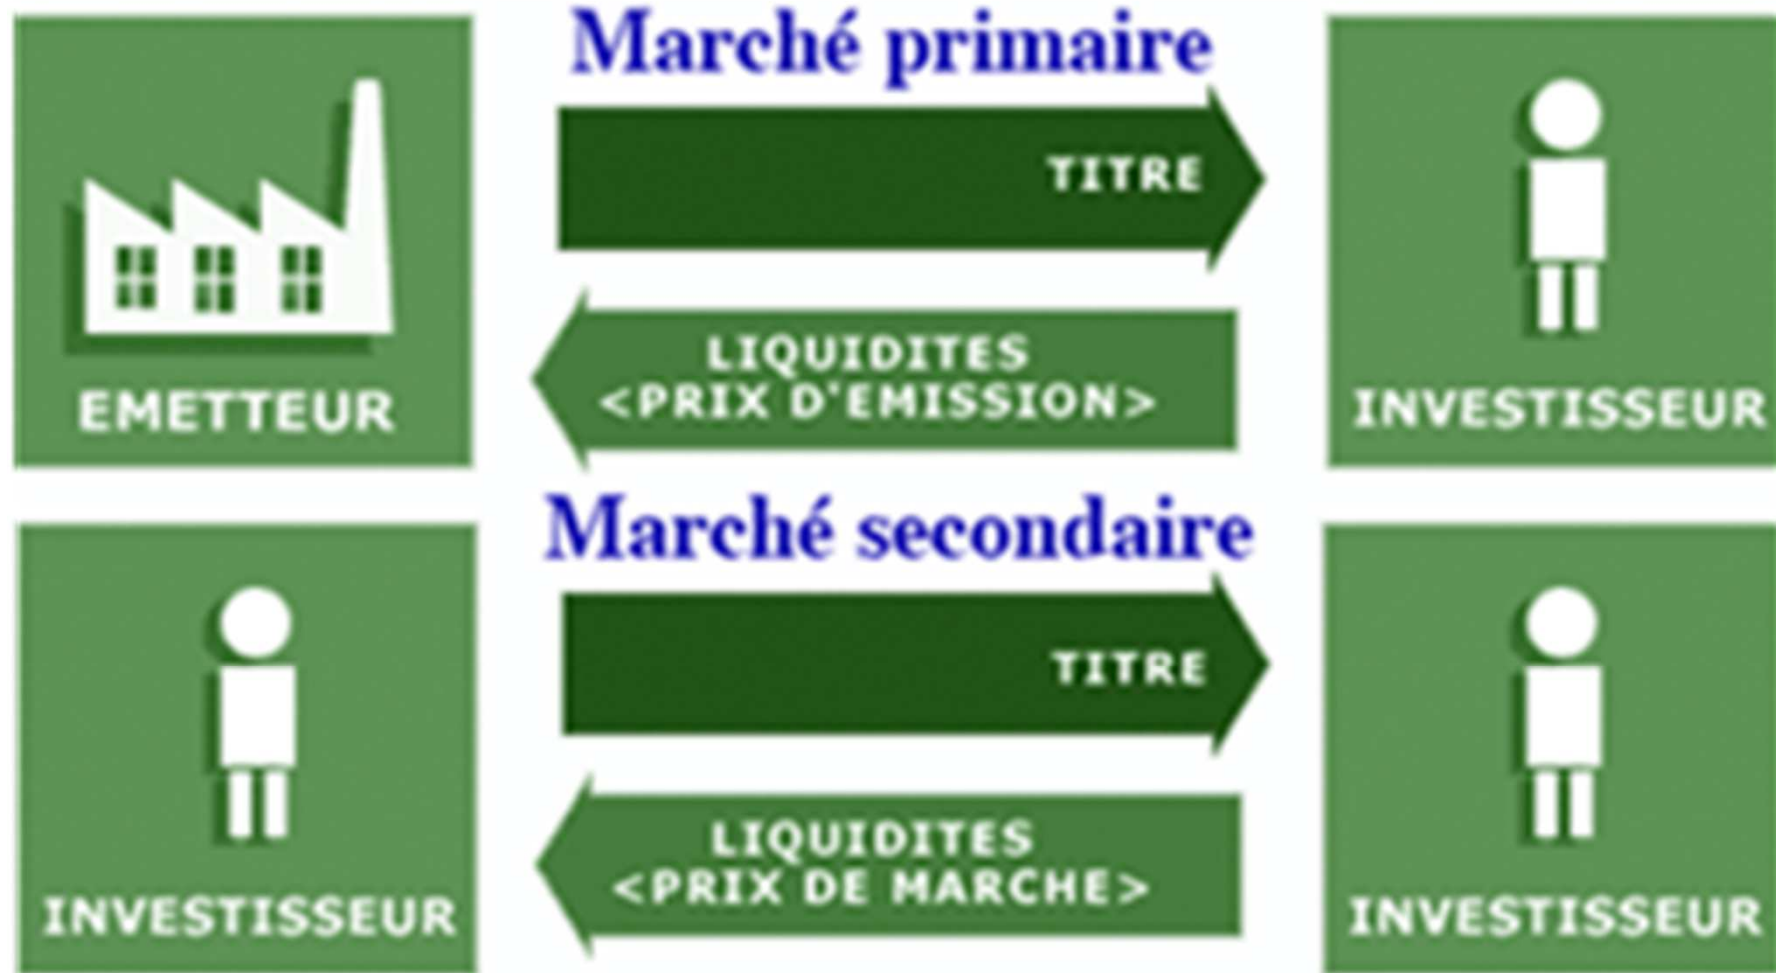 Marché primaire
TITRE
LIQUIDITES
<PRIX D'EMISSION>
EMETTEUR
INVESTISSEUR
Marché secondaire
TITRE
LIQUIDITES
<PRIX DE MARCHE>
INVESTISSEUR
INVESTISSEUR